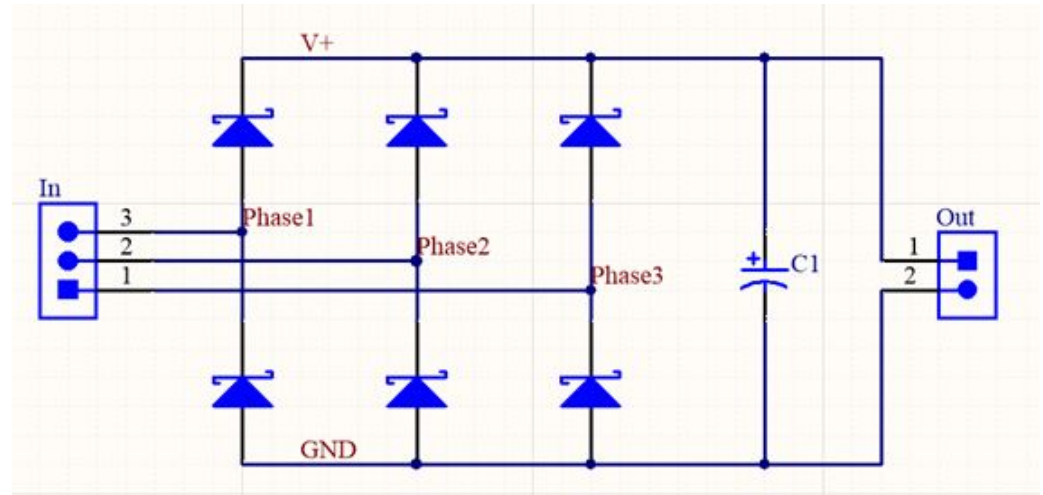 V+
In
3
Phase1
2
Phase2
1
Phase3
C1
Out
1
2
GND